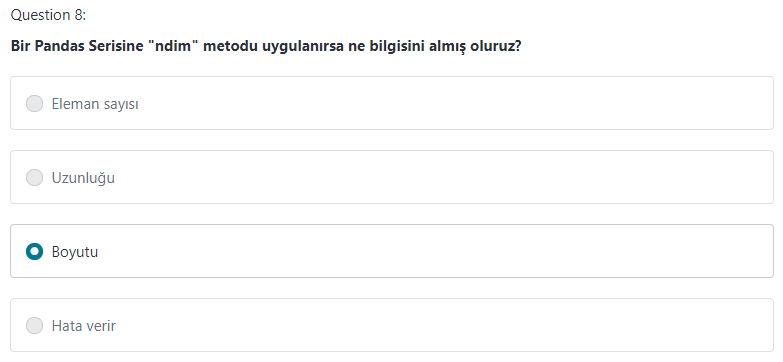 Question 8:
Bir Pandas Serisine "ndim" metodu uygulanırsa ne bilgisini almış oluruz?
Eleman sayısı
Uzunluğu
Boyutu
Hata verir